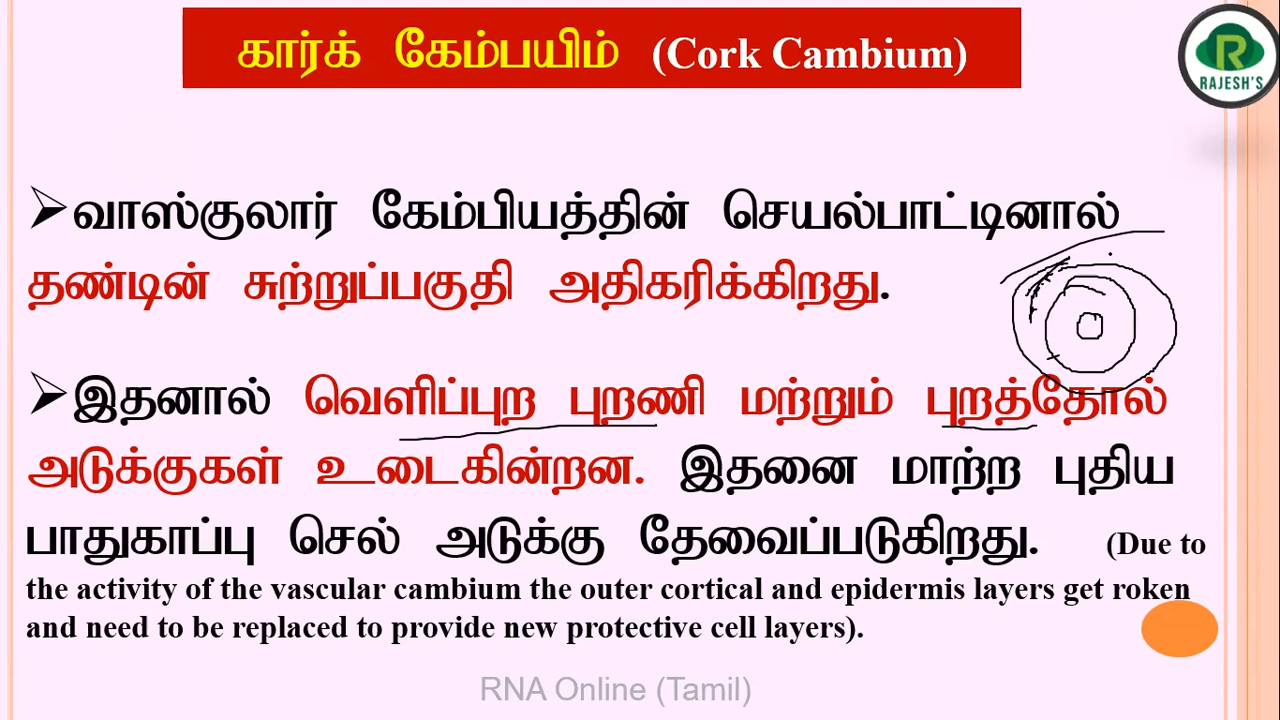 கார்க் கேம்பயிம் (Cork Cambium)
R
RAJESH'S
➢வாஸ்குலார் கேம்பியத்தின் செயல்பாட்டினால்
தண்டின் சுற்றுப்பகுதி அதிகரிக்கிறது.
➢இதனால் வெளிப்புற புறணி மற்றும் புறத்தோல்
அடுக்குகள் உடைகின்றன. இதனை மாற்ற புதிய
பாதுகாப்பு செல் அடுக்கு தேவைப்படுகிறது. (Due to
the activity of the vascular cambium the outer cortical and epidermis layers get roken
and need to be replaced to provide new protective cell layers).
RNA Online (Tamil)